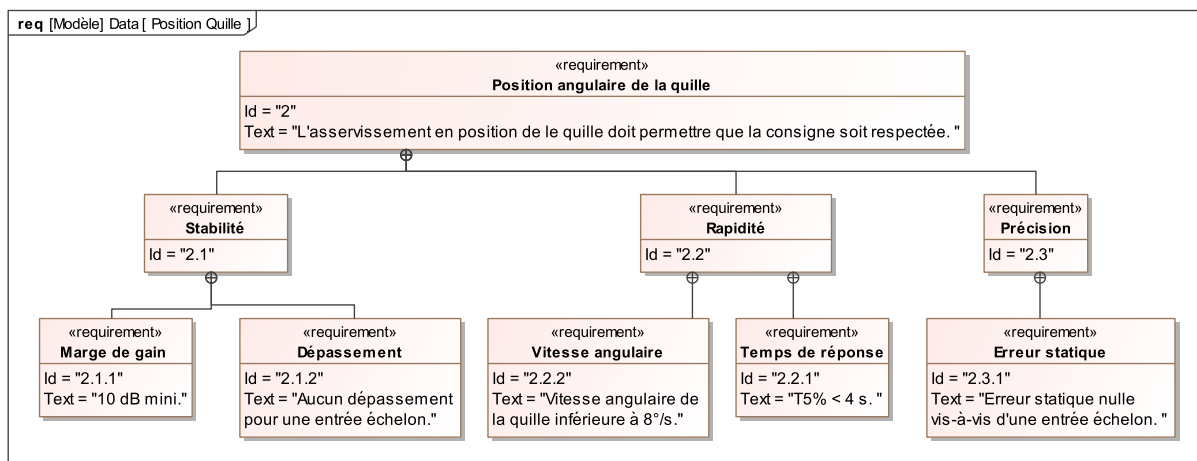 req [Modèle] Data [ Position Quille ]
«requirement»
Position angulaire de la quille
Id = "2"
Text = "L'asservissement en position de le quille doit permettre que la consigne soit respectée. "
«requirement»
Stabilité
Id = "2.1"
«requirement»
Rapidité
Id = "2.2"
«requirement»
Précision
Id = "2.3"
«requirement»
Marge de gain
Id = "2.1.1"
Text = "10 dB mini."
«requirement»
Dépassement
Id = "2.1.2"
Text = "Aucun dépassement
pour une entrée échelon."
«requirement»
Vitesse angulaire
Id = "2.2.2"
Text = "Vitesse angulaire de
la quille inférieure à 8°/s."
«requirement»
Temps de réponse
Id = "2.2.1"
Text = "T5% < 4 s. "
«requirement»
Erreur statique
Id = "2.3.1"
Text = "Erreur statique nulle
vis-à-vis d'une entrée échelon. "